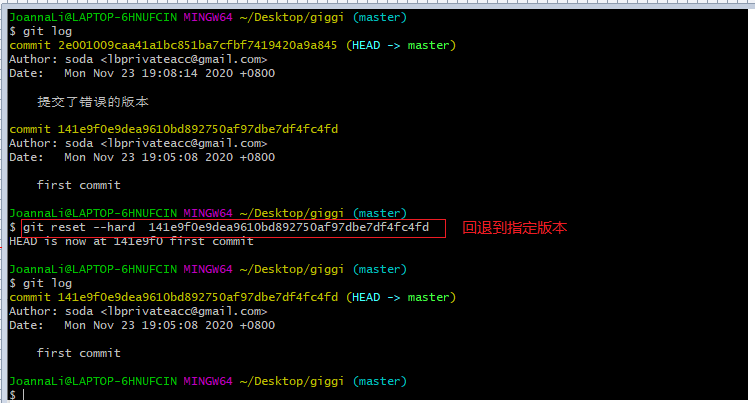 JoannaLi@LAPTOP-6HNUFCIN MINGW64 ~/Desktop/giggi (master)
$ git log
commit 2e001009caa41a1bc851ba7cfbf7419420a9a845 (HEAD -> master)
Author: soda <lbprivateacc@gmail.com>
Date:   Mon Nov 23 19:08:14 2020 +0800
提交了错误的版本
commit 141e9f0e9dea9610bd892750af97dbe7df4fc4fd
Author: soda <lbprivateacc@gmail.com>
Date:   Mon Nov 23 19:05:08 2020 +0800
first commit
JoannaLi@LAPTOP-6HNUFCIN MINGW64 ~/Desktop/giggi (master)
$ git reset --hard  141e9f0e9dea9610bd892750af97dbe7df4fc4fd 回退到指定版本
HEAD is now at 141e9f0 first commit
JoannaLi@LAPTOP-6HNUFCIN MINGW64 ~/Desktop/giggi (master)
$ git log
commit 141e9f0e9dea9610bd892750af97dbe7df4fc4fd (HEAD -> master)
Author: soda <lbprivateacc@gmail.com>
Date:   Mon Nov 23 19:05:08 2020 +0800
first commit
JoannaLi@LAPTOP-6HNUFCIN MINGW64 ~/Desktop/giggi (master)
$